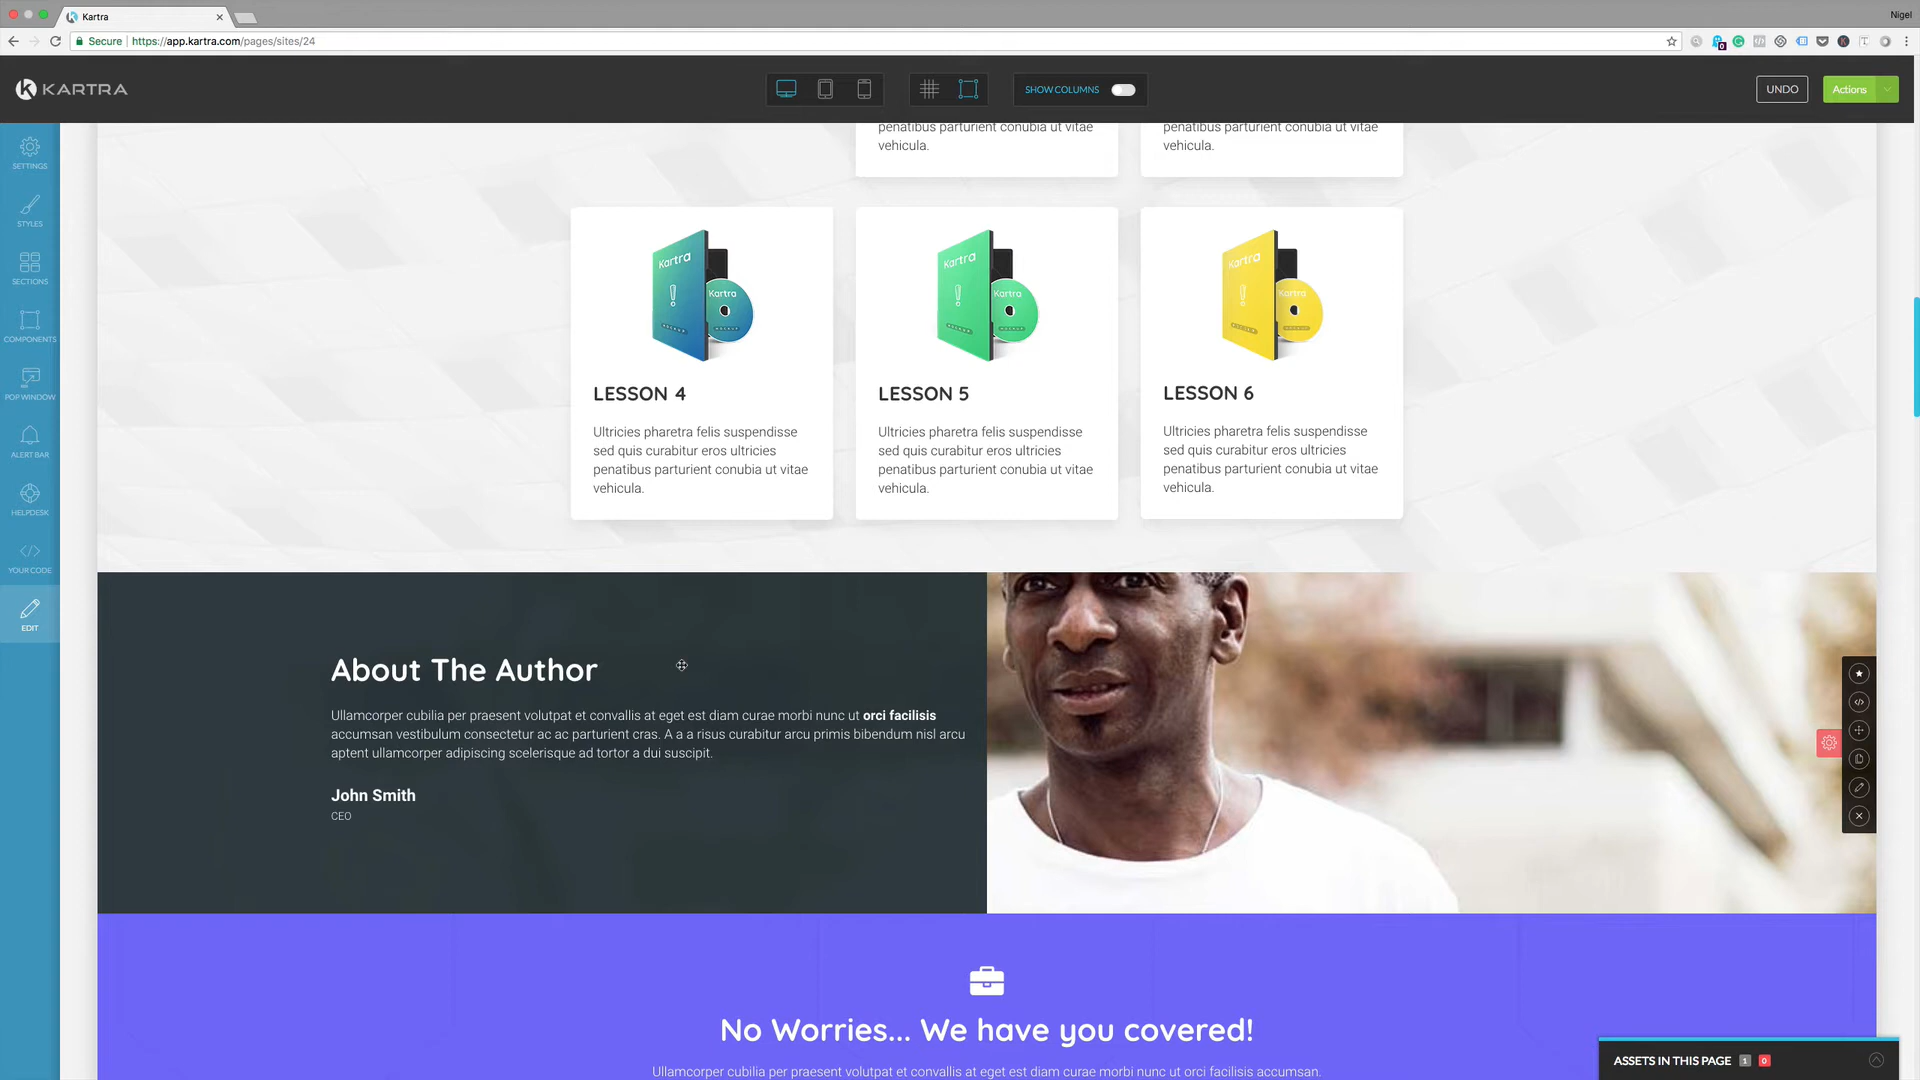 Kartra
Nigel
Secure https://app.kartra.com/pages/sites/24
KARTRA
SHOW COLUMNS
UNDO
Actions
SETTINGS
STYLES
SECTIONS
COMPONENTS
POP WINDOW
ALERT BAR
HELPDESK
YOUR CODE
EDIT
penatibus parturient conubia ut vitae
vehicula.
penatibus parturient conubia ut vitae
vehicula.
Kartra
Kartra
LESSON 4
Ultricies pharetra felis suspendisse
sed quis curabitur eros ultricies
penatibus parturient conubia ut vitae
vehicula.
Kartra
Kartra
LESSON 5
Ultricies pharetra felis suspendisse
sed quis curabitur eros ultricies
penatibus parturient conubia ut vitae
vehicula.
Kartra
Kartra
LESSON 6
Ultricies pharetra felis suspendisse
sed quis curabitur eros ultricies
penatibus parturient conubia ut vitae
vehicula.
About The Author
Ullamcorper cubilia per praesent volutpat et convallis at eget est diam curae morbi nunc ut orci facilisis
accumsan vestibulum consectetur ac ac parturient cras. A a a risus curabitur arcu primis bibendum nisl arcu
aptent ullamcorper adipiscing scelerisque ad tortor a dui suscipit.
John Smith
CEO
No Worries... We have you covered!
Ullamcorper cubilia per praesent volutpat et convallis at eget est diam curae morbi nunc ut orci facilisis accumsan.
ASSETS IN THIS PAGE 1 0